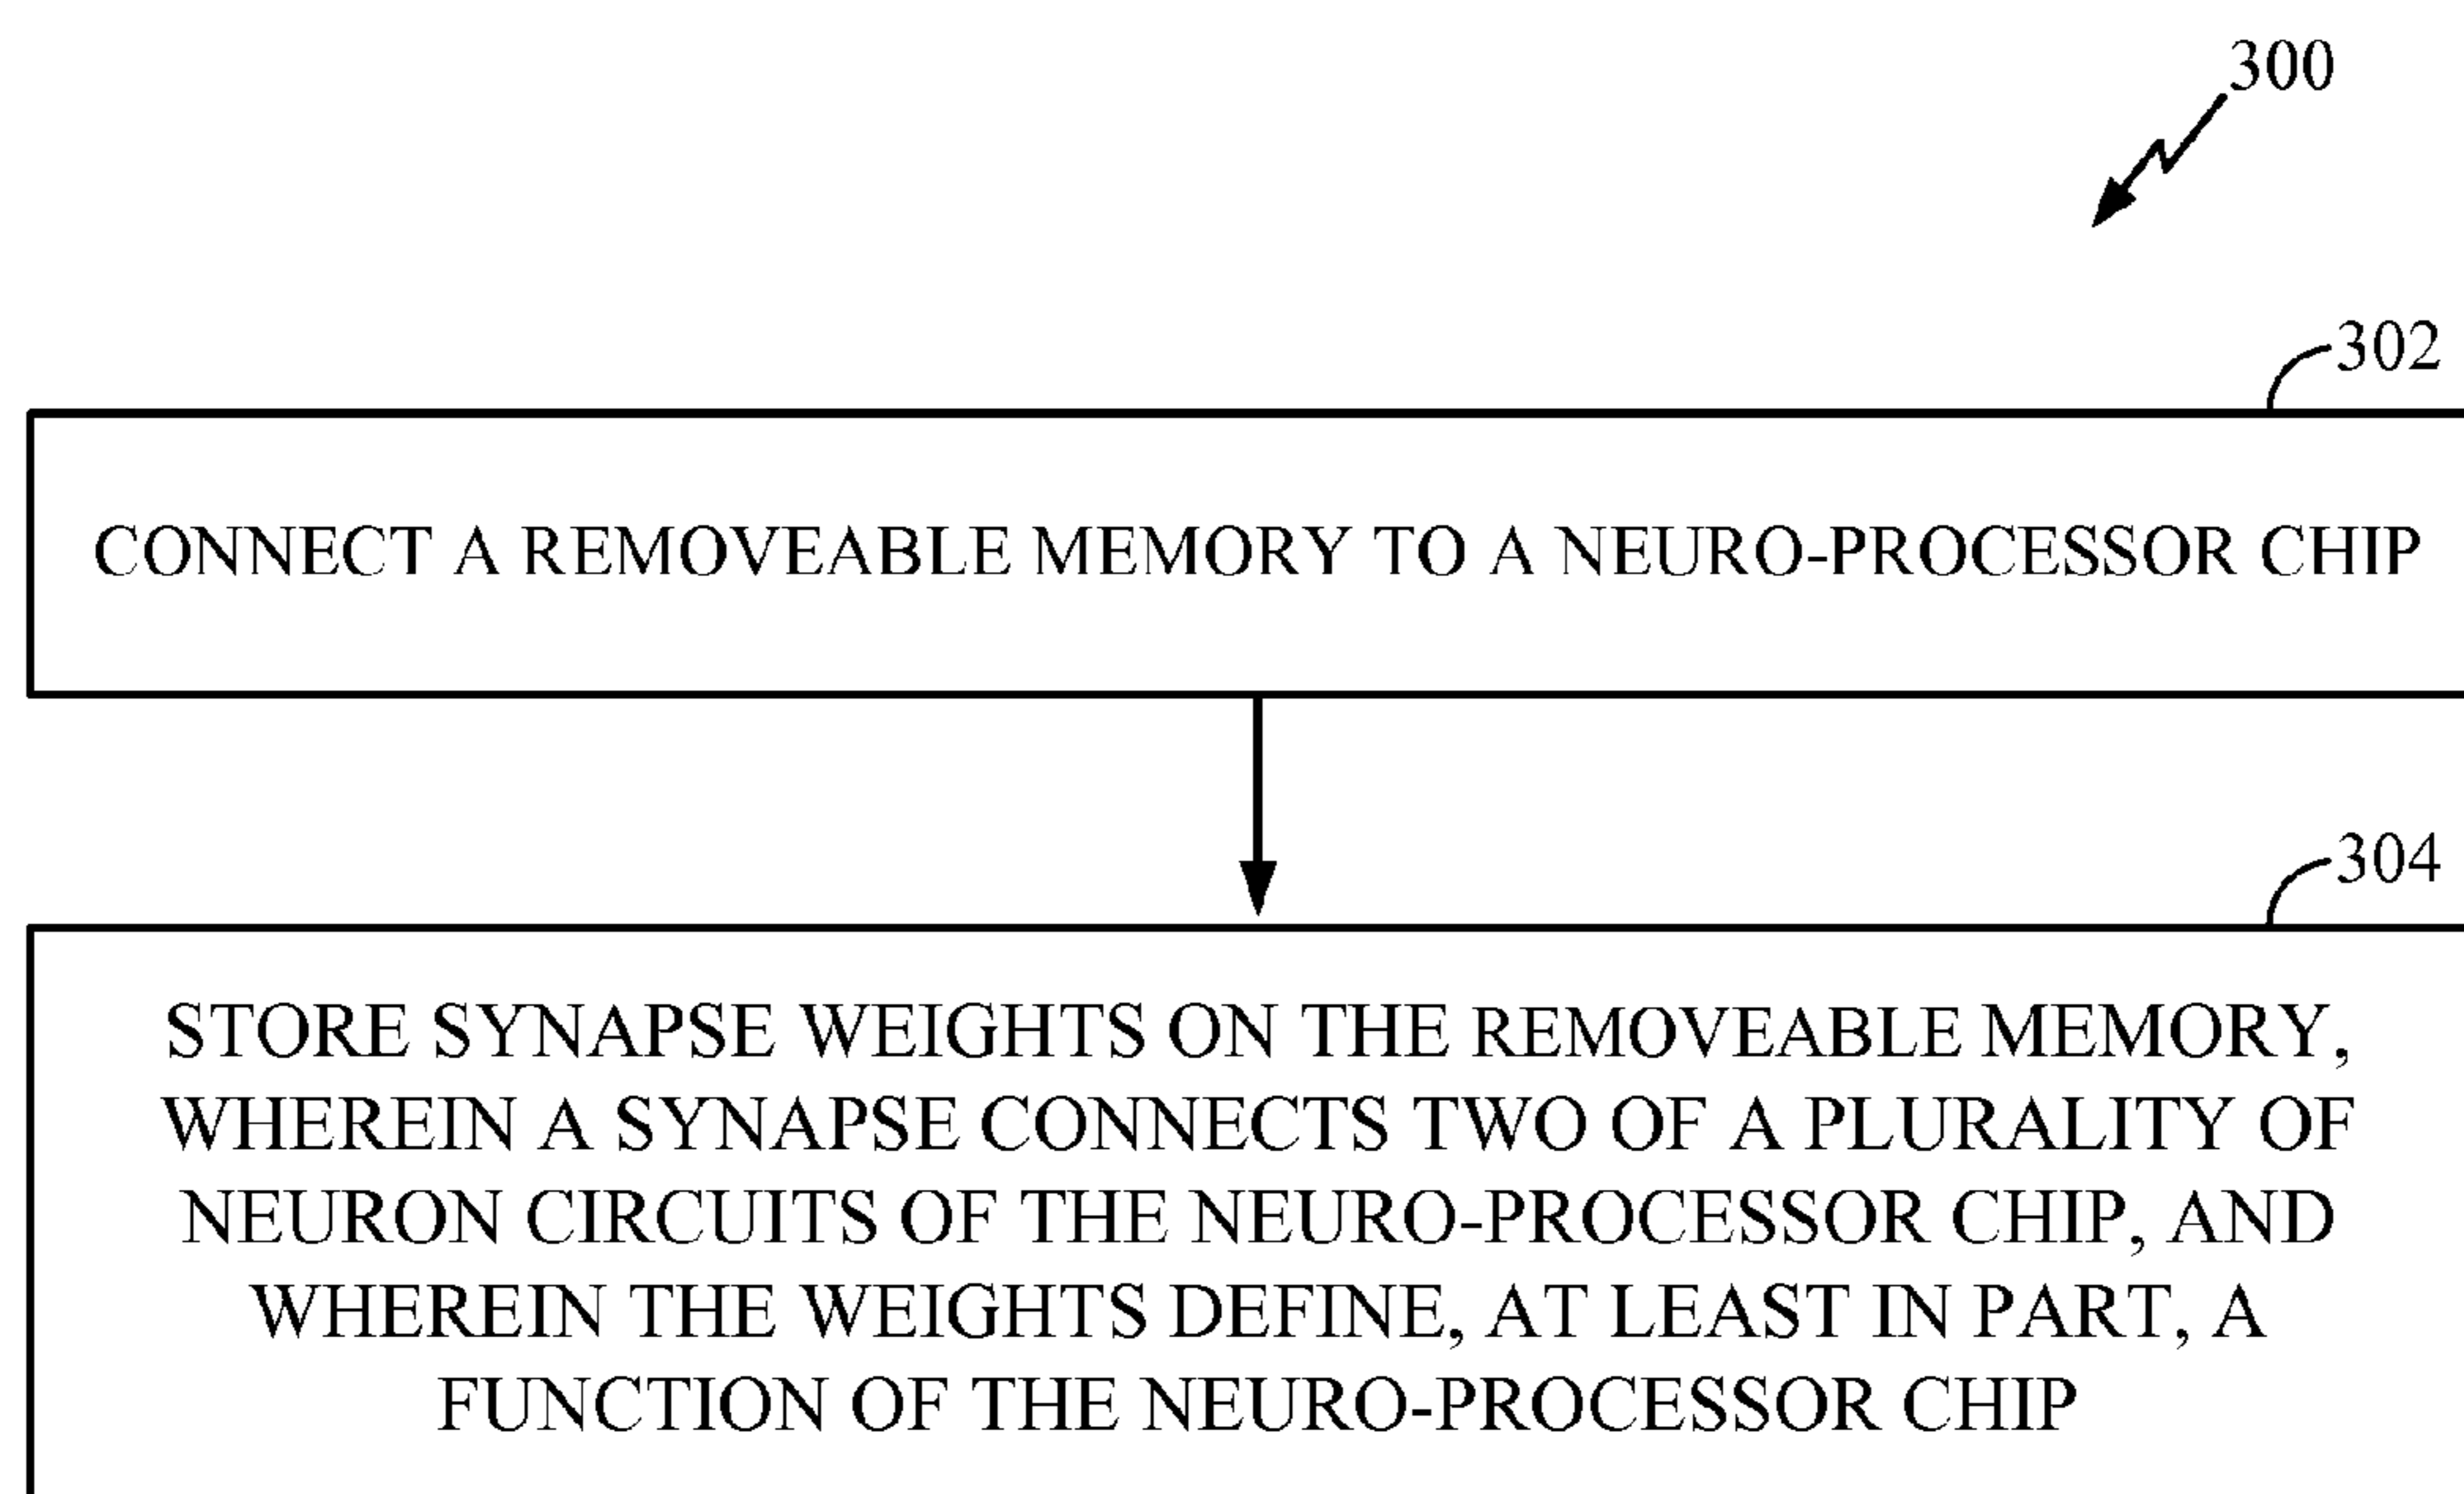 300
302
CONNECT A REMOVEABLE MEMORY TO A NEURO-PROCESSOR CHIP
304
STORE SYNAPSE WEIGHTS ON THE REMOVEABLE MEMORY,
WHEREIN A SYNAPSE CONNECTS TWO OF A PLURALITY OF
NEURON CIRCUITS OF THE NEURO-PROCESSOR CHIP, AND
WHEREIN THE WEIGHTS DEFINE, AT LEAST IN PART, A
FUNCTION OF THE NEURO-PROCESSOR CHIP